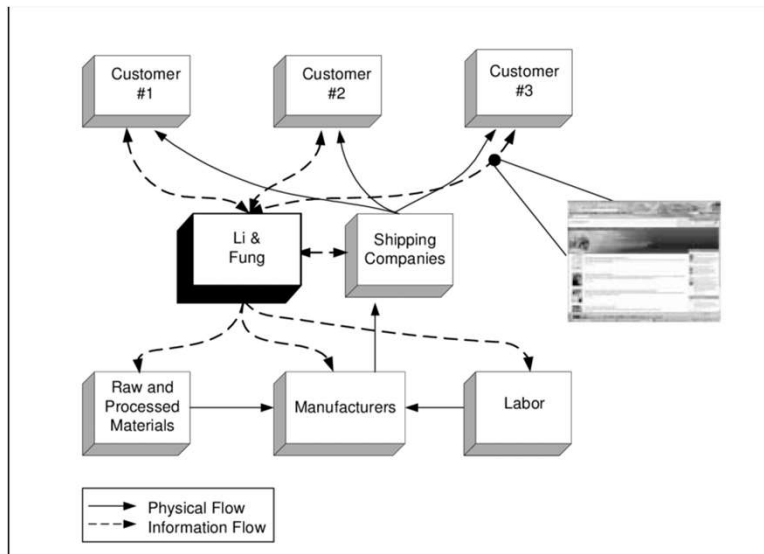 Customer
#1
Customer
#2
Customer
#3
Li &
Fung
Shipping
Companies
Raw and
Processed
Materials
Manufacturers
Labor
Physical Flow
Information Flow